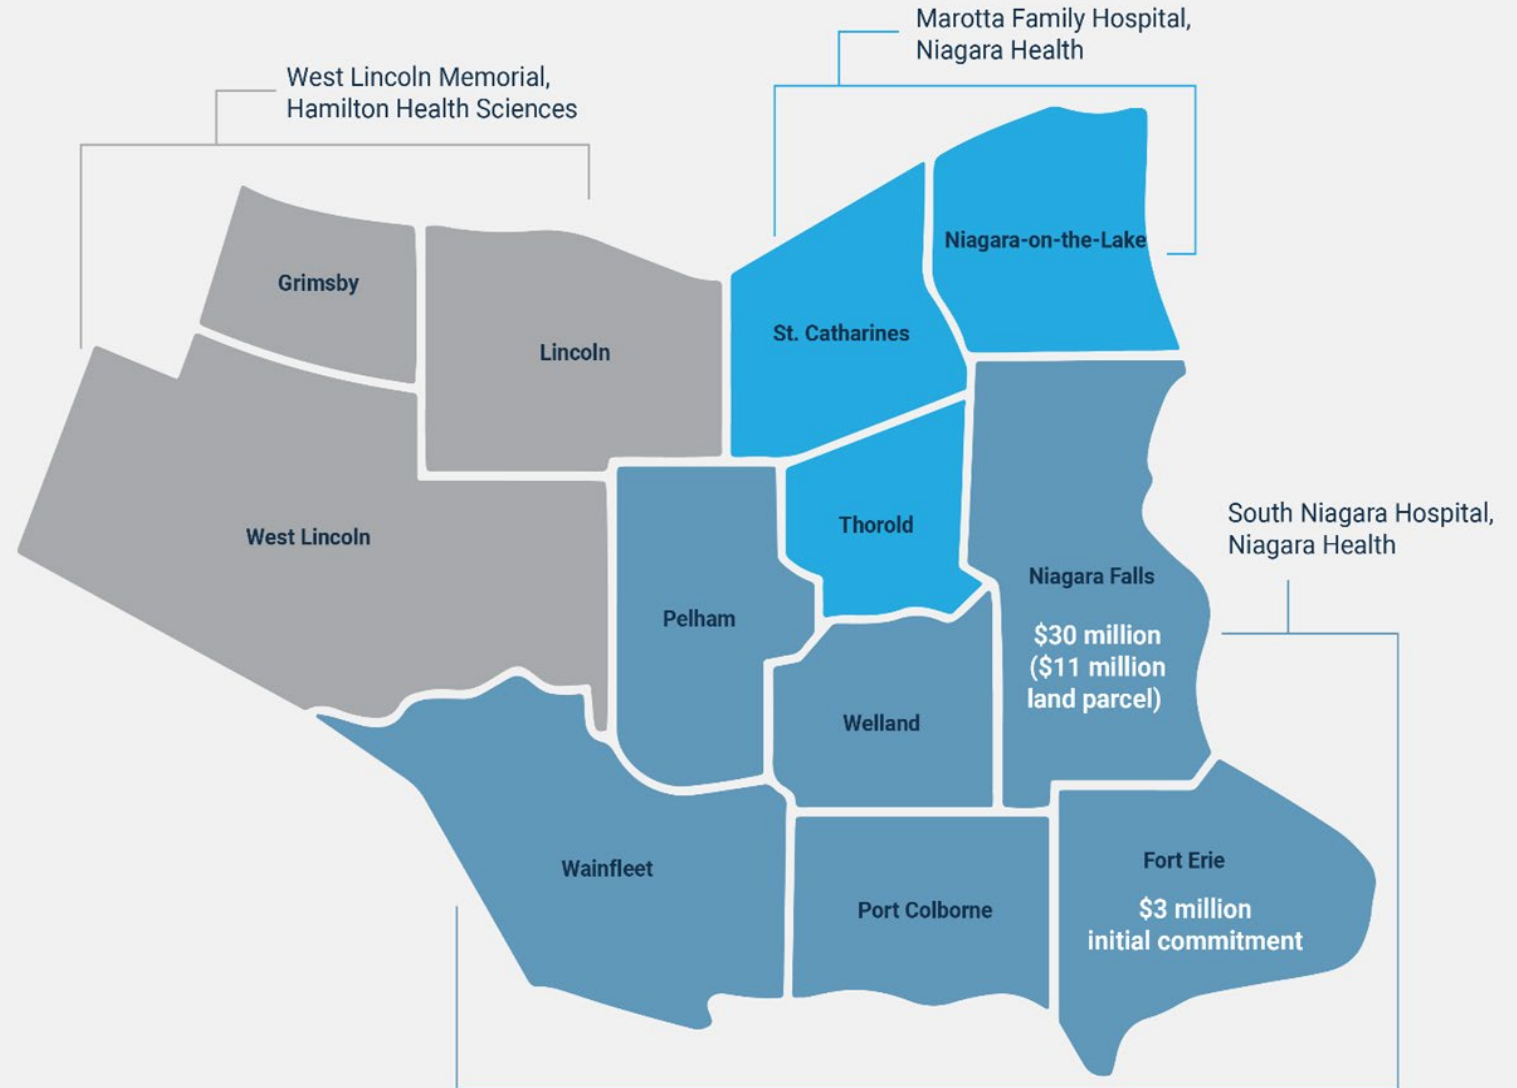 Marotta Family Hospital,
Niagara Health
West Lincoln Memorial,
Hamilton Health Sciences
Niagara-on-the-Lake
Grimsby
St. Catharines
Lincoln
South Niagara Hospital,
Niagara Health
Thorold
West Lincoln
Niagara Falls
$30 million
($11 million
land parcel)
Pelham
Welland
Wainfleet
Port Colborne
Fort Erie
$3 million
initial commitment